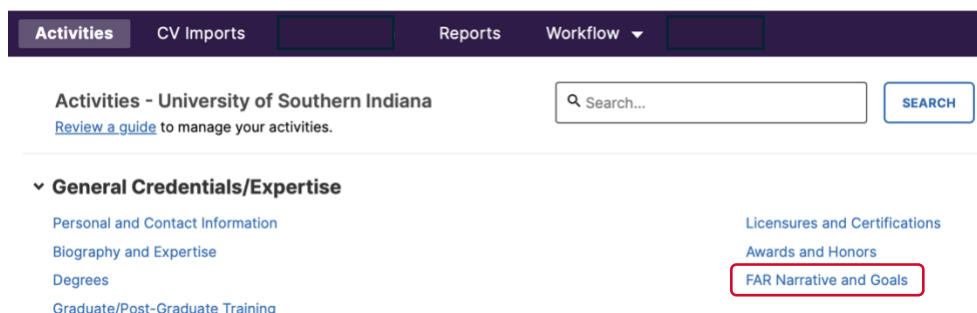 Activities CV Imports Reports Workflow
Activities - University of Southern Indiana
Search... SEARCH
Review a guide to manage your activities.
General Credentials/Expertise
Personal and Contact Information
Biography and Expertise
Degrees
Graduate/Post-Graduate Training
Licensures and Certifications
Awards and Honors
FAR Narrative and Goals